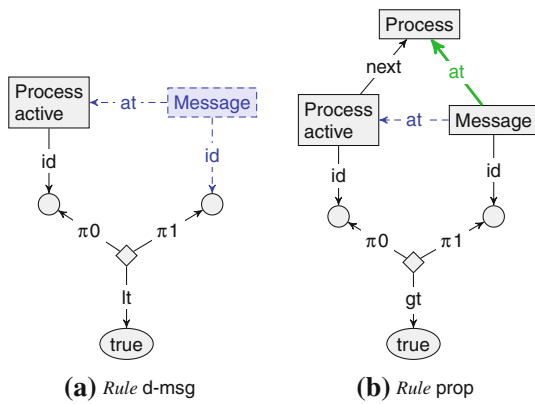 Process
active
at
Message
id
id
π0
π1
lt
true
(a) Rule d-msg
Process
next
at
Process
active
at
Message
id
id
π0
π1
gt
true
(b) Rule prop